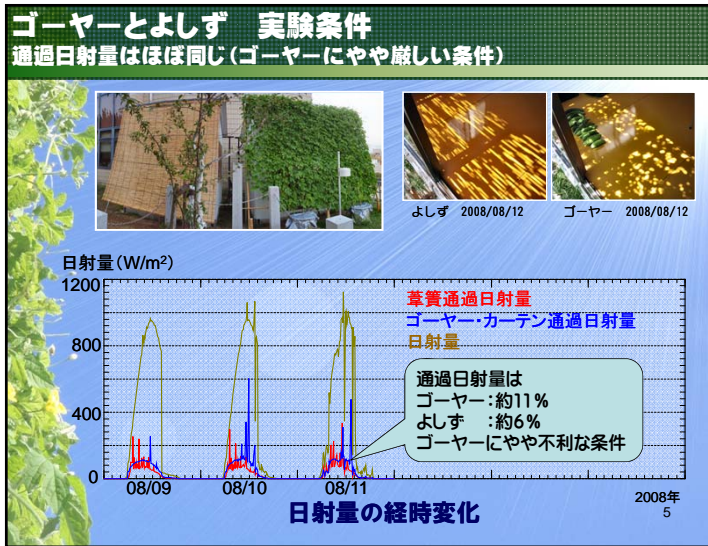 ゴーヤーとよしず　実験条件
通過日射量はほぼ同じ（ゴーヤーにやや厳しい条件）
よしず　2008/08/12
ゴーヤー　2008/08/12
日射量（W/m²）
1200
800
400
0
葦簀通過日射量
ゴーヤー・カーテン通過日射量
日射量
通過日射量は
ゴーヤー：約11％
よしず　：約6％
ゴーヤーにやや不利な条件
08/09
08/10
08/11
2008年
日射量の経時変化
5